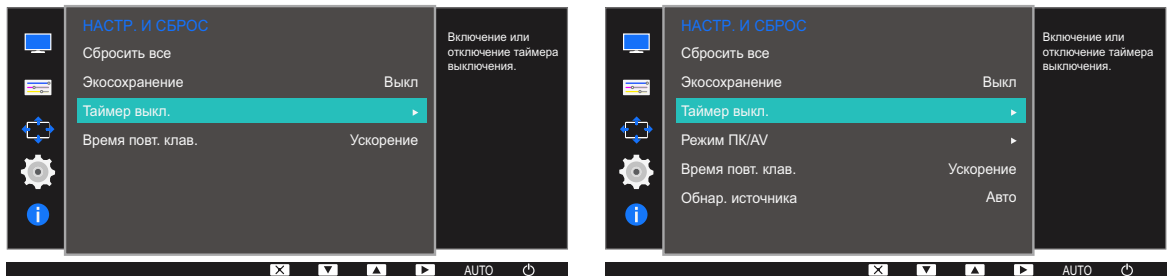 НАСТР. И СБРОС
Сбросить все
Экосохранение Выкл
Таймер выкл.
Время повт. клав. Ускорение
Включение или
отключение таймера
выключения.
AUTO
НАСТР. И СБРОС
Сбросить все
Экосохранение Выкл
Таймер выкл.
Режим ПК/AV
Время повт. клав. Ускорение
Обнар. источника Авто
Включение или
отключение таймера
выключения.
AUTO